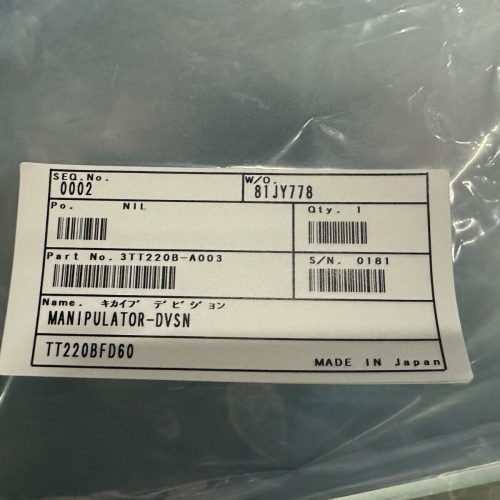 SEQ.No.
0002
W/O.
81JY778
Po. NIL
Qty. 1
Part No. 3TT220B-A003
S/N. 0181
Name. キカイブ デビジョン
MANIPULATOR-DVSN
TT220BFD60
MADE IN Japan